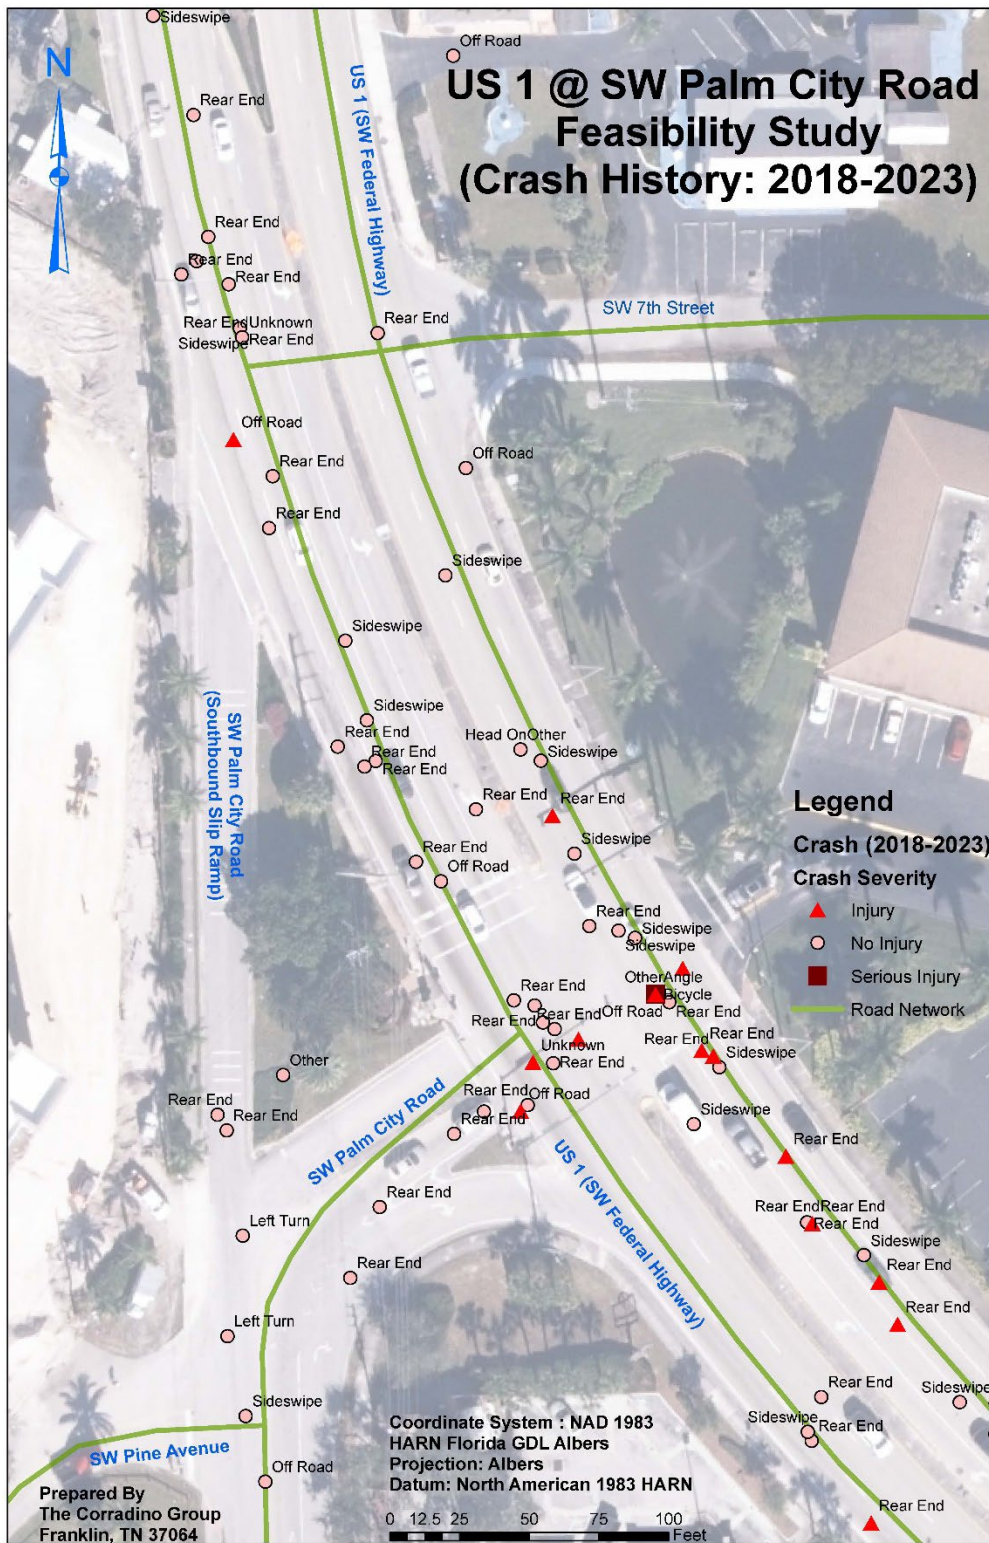 Sideswipe
Off Road
US 1 @ SW Palm City Road
Feasibility Study
(Crash History: 2018-2023)
N
US 1 (SW Federal Highway)
Rear End
Rear End
Rear End
Rear End
SW 7th Street
Rear End
Unknown
Rear End
Sideswipe
Rear End
Off Road
Rear End
Off Road
Rear End
Sideswipe
Sideswipe
SW Palm City Road
(Southbound Slip Ramp)
Sideswipe
Rear End
Head On
Other
Sideswipe
Rear End
Rear End
Rear End
Rear End
Legend
Crash (2018-2023)
Crash Severity
Injury
No Injury
Serious Injury
Road Network
Sideswipe
Rear End
Off Road
Rear End
Sideswipe
Sideswipe
Other
Angle
Bicycle
Rear End
Off Road
Rear End
Rear End
Rear End
Rear End
Rear End
Sideswipe
Unknown
Rear End
Other
Rear End
Off Road
Rear End
Rear End
Rear End
Sideswipe
SW Palm City Road
US 1 (SW Federal Highway)
Rear End
Rear End
Left Turn
Rear End
Rear End
Rear End
Sideswipe
Rear End
Rear End
Rear End
Left Turn
Rear End
Sideswipe
Sideswipe
Sideswipe
Rear End
SW Pine Avenue
Off Road
Rear End
Coordinate System : NAD 1983
HARN Florida GDL Albers
Projection: Albers
Datum: North American 1983 HARN
Prepared By
The Corradino Group
Franklin, TN 37064
0 12.5 25 50 75 100
Feet